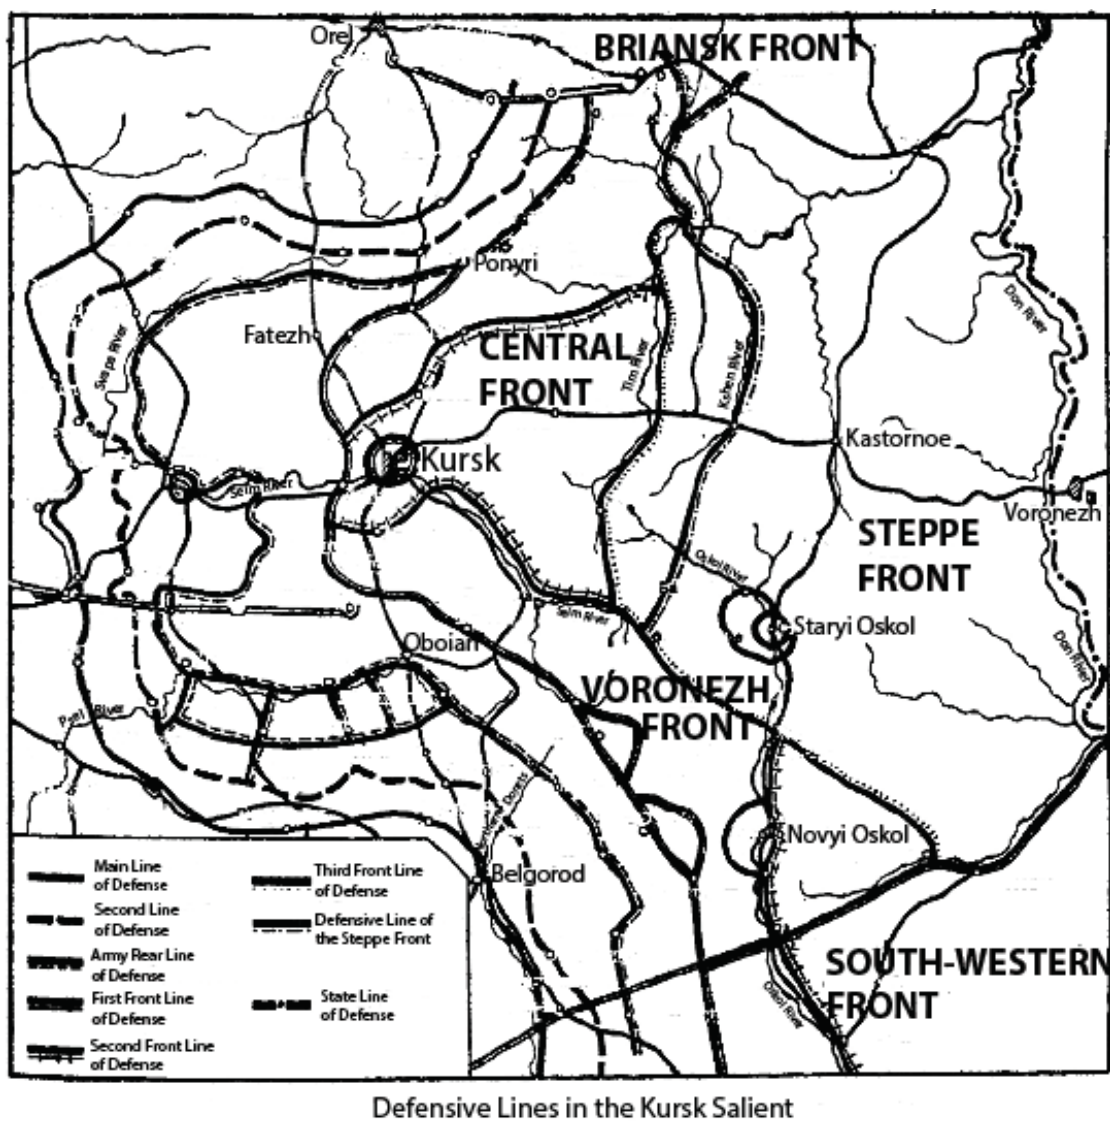 Orel
BRIANSK FRONT
Ponyri
Fatezh
Svapa River
CENTRAL
FRONT
Tim River
Kshen River
Don River
Kastornoe
Kursk
Seim River
Voronezh
STEPPE
FRONT
Oskol River
Seim River
Staryi Oskol
Oboian
Don River
VORONEZH
FRONT
Psel River
Donets
Novyi Oskol
Belgorod
SOUTH-WESTERN
FRONT
Oskol River
Main Line
of Defense
Second Line
of Defense
Army Rear Line
of Defense
First Front Line
of Defense
Second Front Line
of Defense
Third Front Line
of Defense
Defensive Line of
the Steppe Front
State Line
of Defense
Defensive Lines in the Kursk Salient